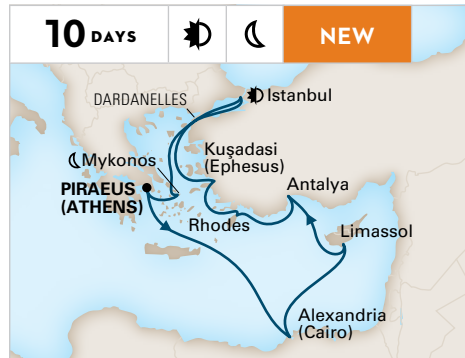 10 DAYS
NEW
Istanbul
DARDANELLES
Kuşadasi
(Ephesus)
Mykonos
PIRAEUS
(ATHENS)
Antalya
Rhodes
Limassol
Alexandria
(Cairo)